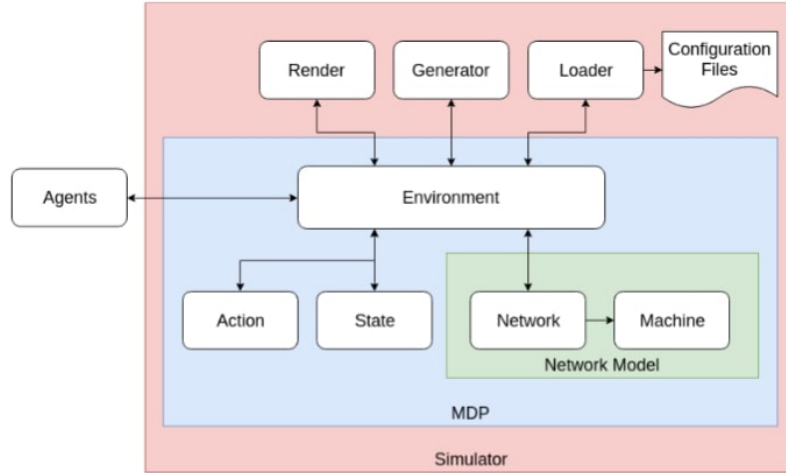 Render
Generator
Loader
Configuration
Files
Agents
Environment
Action
State
Network
Machine
Network Model
MDP
Simulator